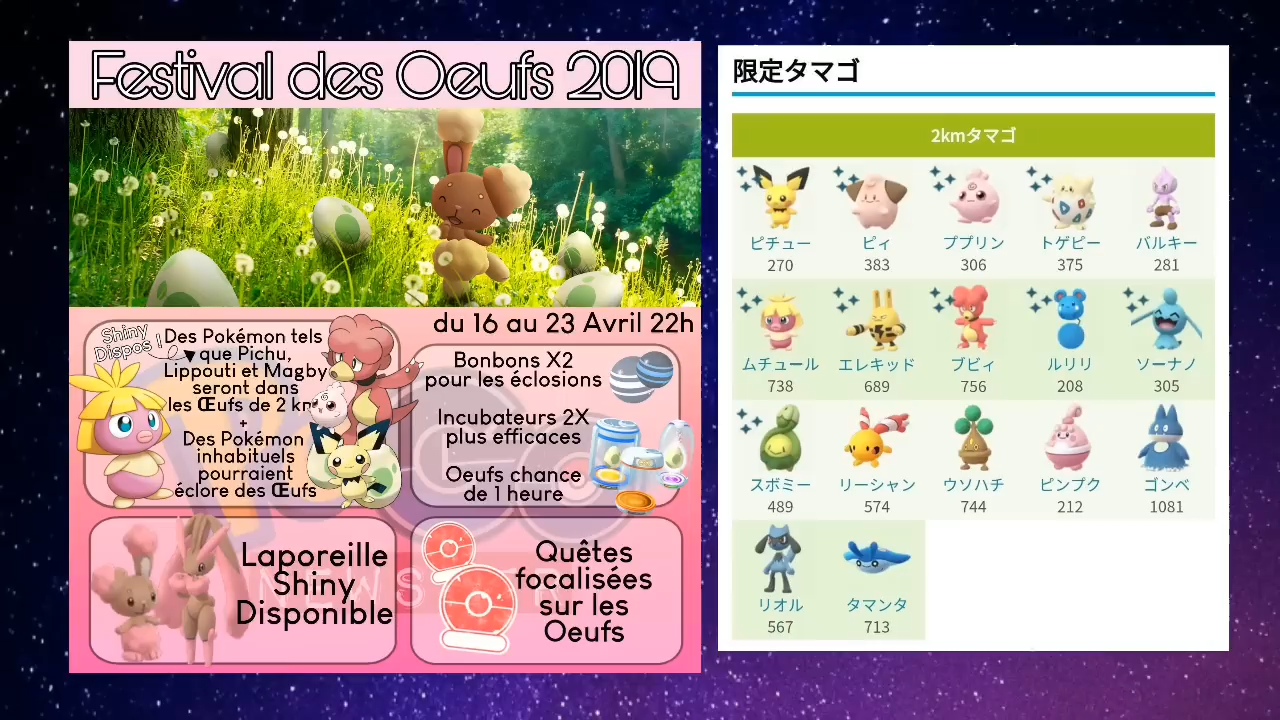 Festival des Oeufs 2019
du 16 au 23 Avril 22h
Shiny
Dispos !
Des Pokémon tels
que Pichu,
Lippouti et Magby
seront dans
les Œufs de 2 km
+
Des Pokémon
inhabituels
pourraient
éclore des Œufs
Bonbons X2
pour les éclosions
Incubateurs 2X
plus efficaces
Oeufs chance
de 1 heure
Laporeille
Shiny
Disponible
Quêtes
focalisées
sur les
Oeufs
限定タマゴ
2kmタマゴ
ピチュー ピィ ププリン トゲピー バルキー
270 383 306 375 281
ムチュール エレキッド ブビィ ルリリ ソーナノ
738 689 756 208 305
スボミー リーシャン ウソハチ ピンプク ゴンベ
489 574 744 212 1081
リオル タマンタ
567 713